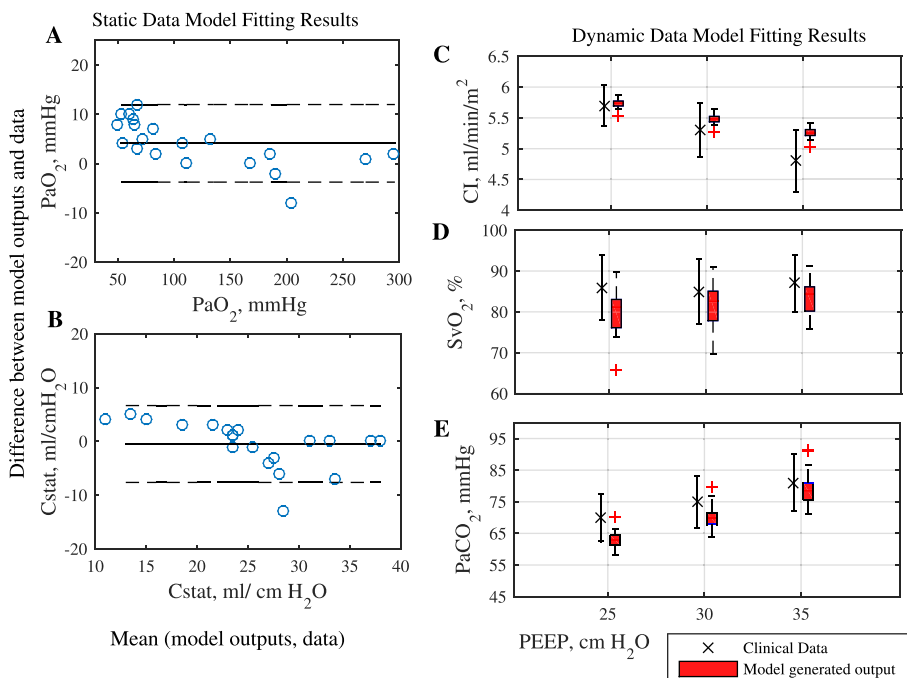 Static Data Model Fitting Results
A
Difference between model outputs and data
PaO2, mmHg
20
10
0
-10
-20
50 100 150 200 250 300
PaO2, mmHg
B
Cstat, ml/cmH2O
20
10
0
-10
-20
10 15 20 25 30 35 40
Cstat, ml/ cm H2O
Mean (model outputs, data)
Dynamic Data Model Fitting Results
C
CI, ml/min/m2
6.5
6
5.5
5
4.5
4
D
SvO2, %
100
90
80
70
60
E
PaCO2, mmHg
95
85
75
65
55
45
25 30 35
PEEP, cm H2O
Clinical Data
Model generated output